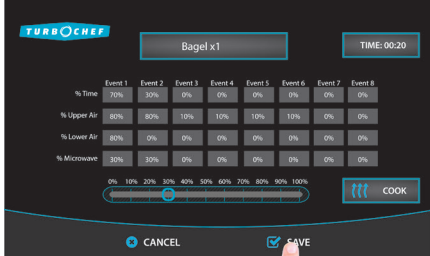 TURBOCHEF
Bagel x1
TIME: 00:20
Event 1 Event 2 Event 3 Event 4 Event 5 Event 6 Event 7 Event 8
% Time 70% 30% 0% 0% 0% 0% 0% 0%
% Upper Air 80% 80% 10% 10% 10% 10% 0% 0%
% Lower Air 80% 0% 0% 0% 0% 0% 0% 0%
% Microwave 30% 30% 0% 0% 0% 0% 0% 0%
0% 10% 20% 30% 40% 50% 60% 70% 80% 90% 100%
COOK
CANCEL
SAVE